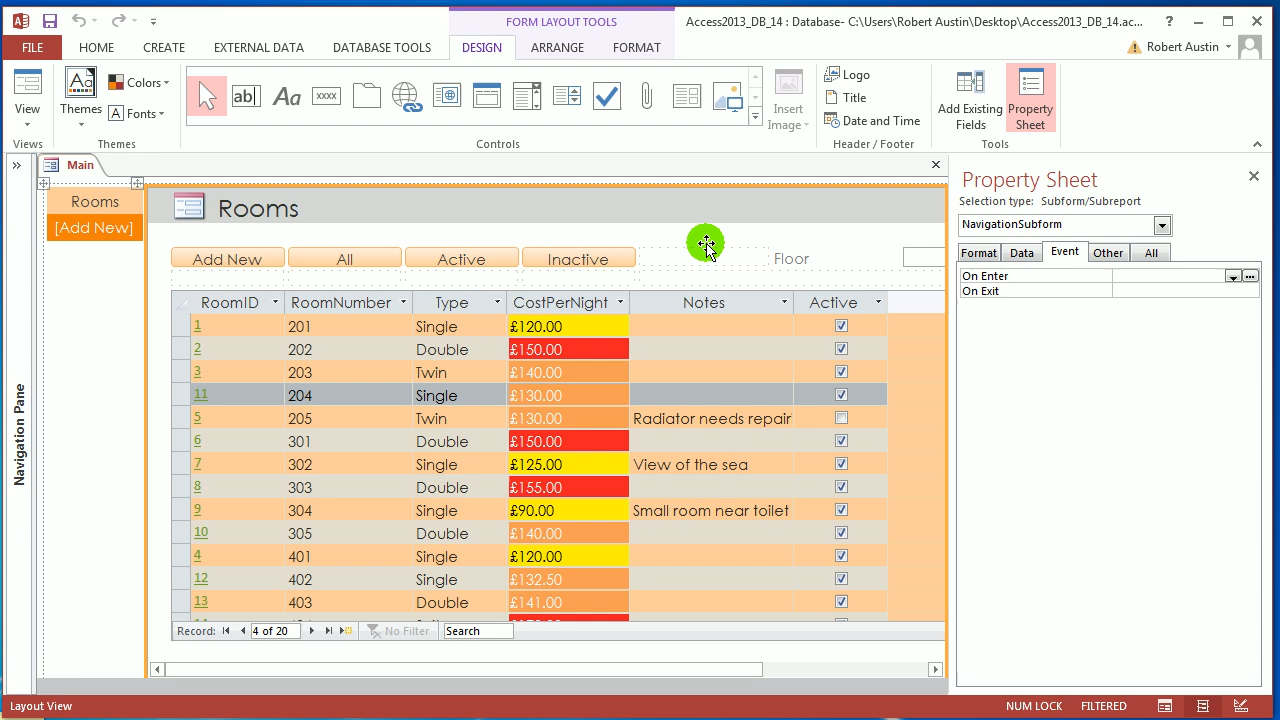 FORM LAYOUT TOOLS
Access2013_DB_14 : Database- C:\Users\Robert Austin\Desktop\Access2013_DB_14.ac...
?
FILE HOME CREATE EXTERNAL DATA DATABASE TOOLS DESIGN ARRANGE FORMAT
Robert Austin
View
Views
Aa
Themes
Colors
Fonts
Themes
ab|
Aa
XXXX
Controls
Insert
Image
Logo
Title
Date and Time
Header / Footer
Add Existing
Fields
Property
Sheet
Tools
Navigation Pane
Main
Rooms
[Add New]
Rooms
Add New All Active Inactive Floor
RoomID RoomNumber Type CostPerNight Notes Active
1 201 Single £120.00
2 202 Double £150.00
3 203 Twin £140.00
11 204 Single £130.00
5 205 Twin £130.00 Radiator needs repair
6 301 Double £150.00
7 302 Single £125.00 View of the sea
8 303 Double £155.00
9 304 Single £90.00 Small room near toilet
10 305 Double £140.00
4 401 Single £120.00
12 402 Single £132.50
13 403 Double £141.00
Record: 4 of 20 No Filter Search
Property Sheet
Selection type: Subform/Subreport
NavigationSubform
Format Data Event Other All
On Enter
On Exit
Layout View
NUM LOCK FILTERED